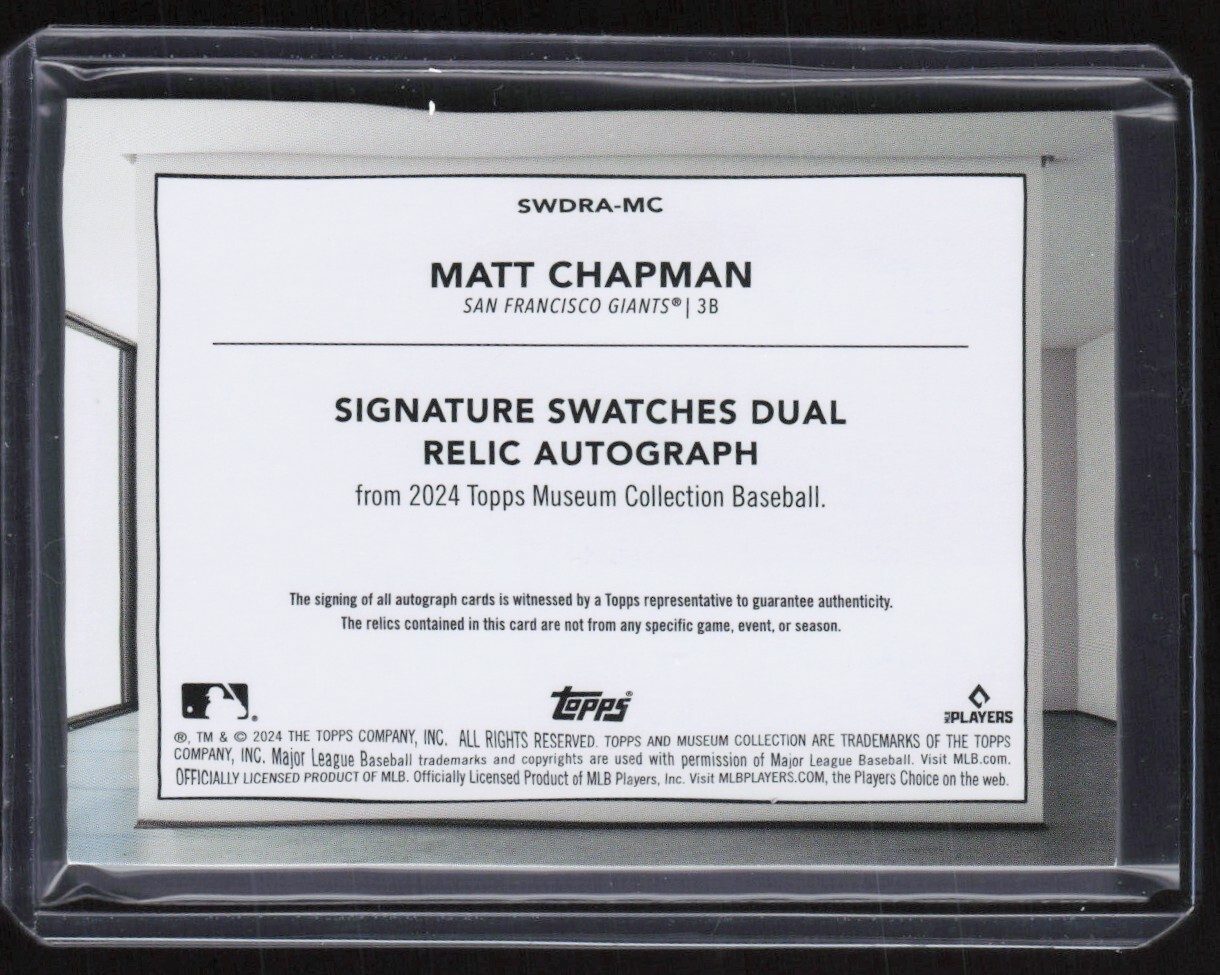 SWDRA-MC
MATT CHAPMAN
SAN FRANCISCO GIANTS® | 3B
SIGNATURE SWATCHES DUAL
RELIC AUTOGRAPH
from 2024 Topps Museum Collection Baseball.
The signing of all autograph cards is witnessed by a Topps representative to guarantee authenticity.
The relics contained in this card are not from any specific game, event, or season.
topps®
MLB PLAYERS
®, TM & © 2024 THE TOPPS COMPANY, INC. ALL RIGHTS RESERVED. TOPPS AND MUSEUM COLLECTION ARE TRADEMARKS OF THE TOPPS
COMPANY, INC. Major League Baseball trademarks and copyrights are used with permission of Major League Baseball. Visit MLB.com.
OFFICIALLY LICENSED PRODUCT OF MLB. Officially Licensed Product of MLB Players, Inc. Visit MLBPLAYERS.COM, the Players Choice on the web.